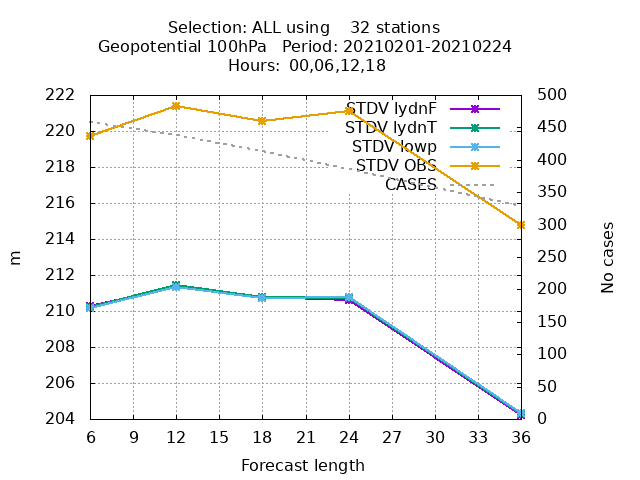 Selection: ALL using    32 stations
Geopotential 100hPa   Period: 20210201-20210224
Hours: 00,06,12,18
222
220
218
216
214
212
210
208
206
204
m
500
450
400
350
300
250
200
150
100
50
0
No cases
STDV lydnF
STDV lydnT
STDV lowp
STDV OBS
CASES
6 9 12 15 18 21 24 27 30 33 36
Forecast length